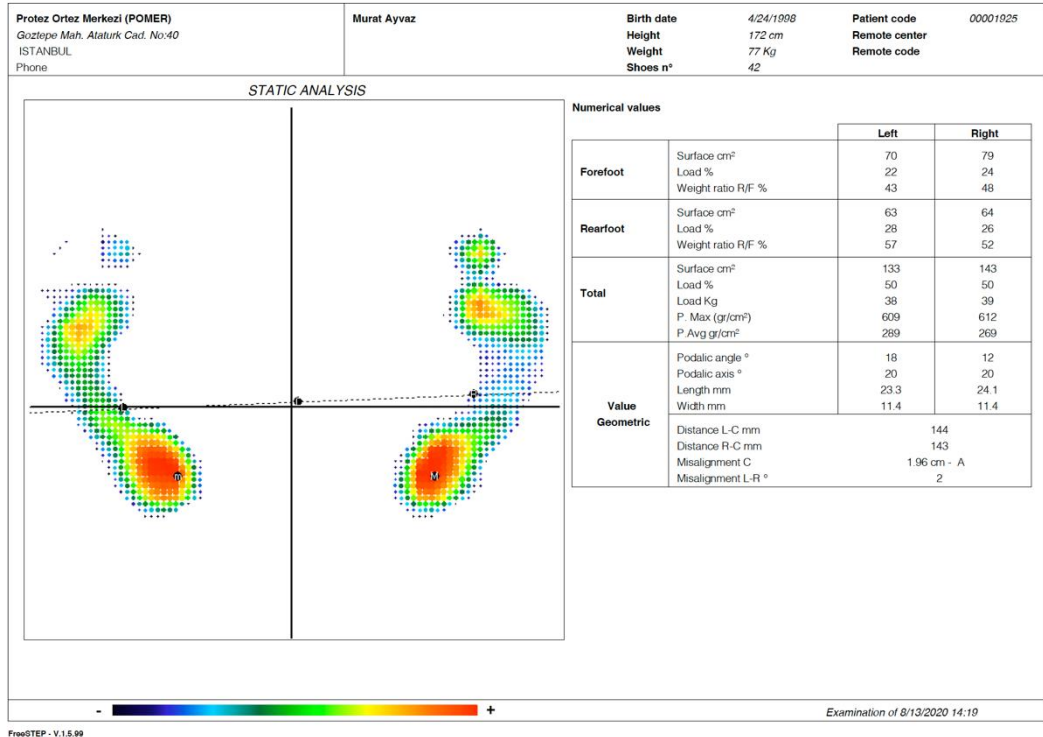 Protez Ortez Merkezi (POMER)
Goztepe Mah. Ataturk Cad. No:40
ISTANBUL
Phone
Murat Ayvaz
Birth date 4/24/1998
Height 172 cm
Weight 77 Kg
Shoes nº 42
Patient code 00001925
Remote center
Remote code
STATIC ANALYSIS
Numerical values
Left Right
Forefoot
Surface cm² 70 79
Load % 22 24
Weight ratio R/F % 43 48
Rearfoot
Surface cm² 63 64
Load % 28 26
Weight ratio R/F % 57 52
Total
Surface cm² 133 143
Load % 50 50
Load Kg 38 39
P. Max (gr/cm²) 609 612
P.Avg gr/cm² 289 269
Value Geometric
Podalic angle º 18 12
Podalic axis º 20 20
Length mm 23.3 24.1
Width mm 11.4 11.4
Distance L-C mm 144
Distance R-C mm 143
Misalignment C 1.96 cm - A
Misalignment L-R º 2
M
- +
Examination of 8/13/2020 14:19
FreeSTEP - V.1.5.99